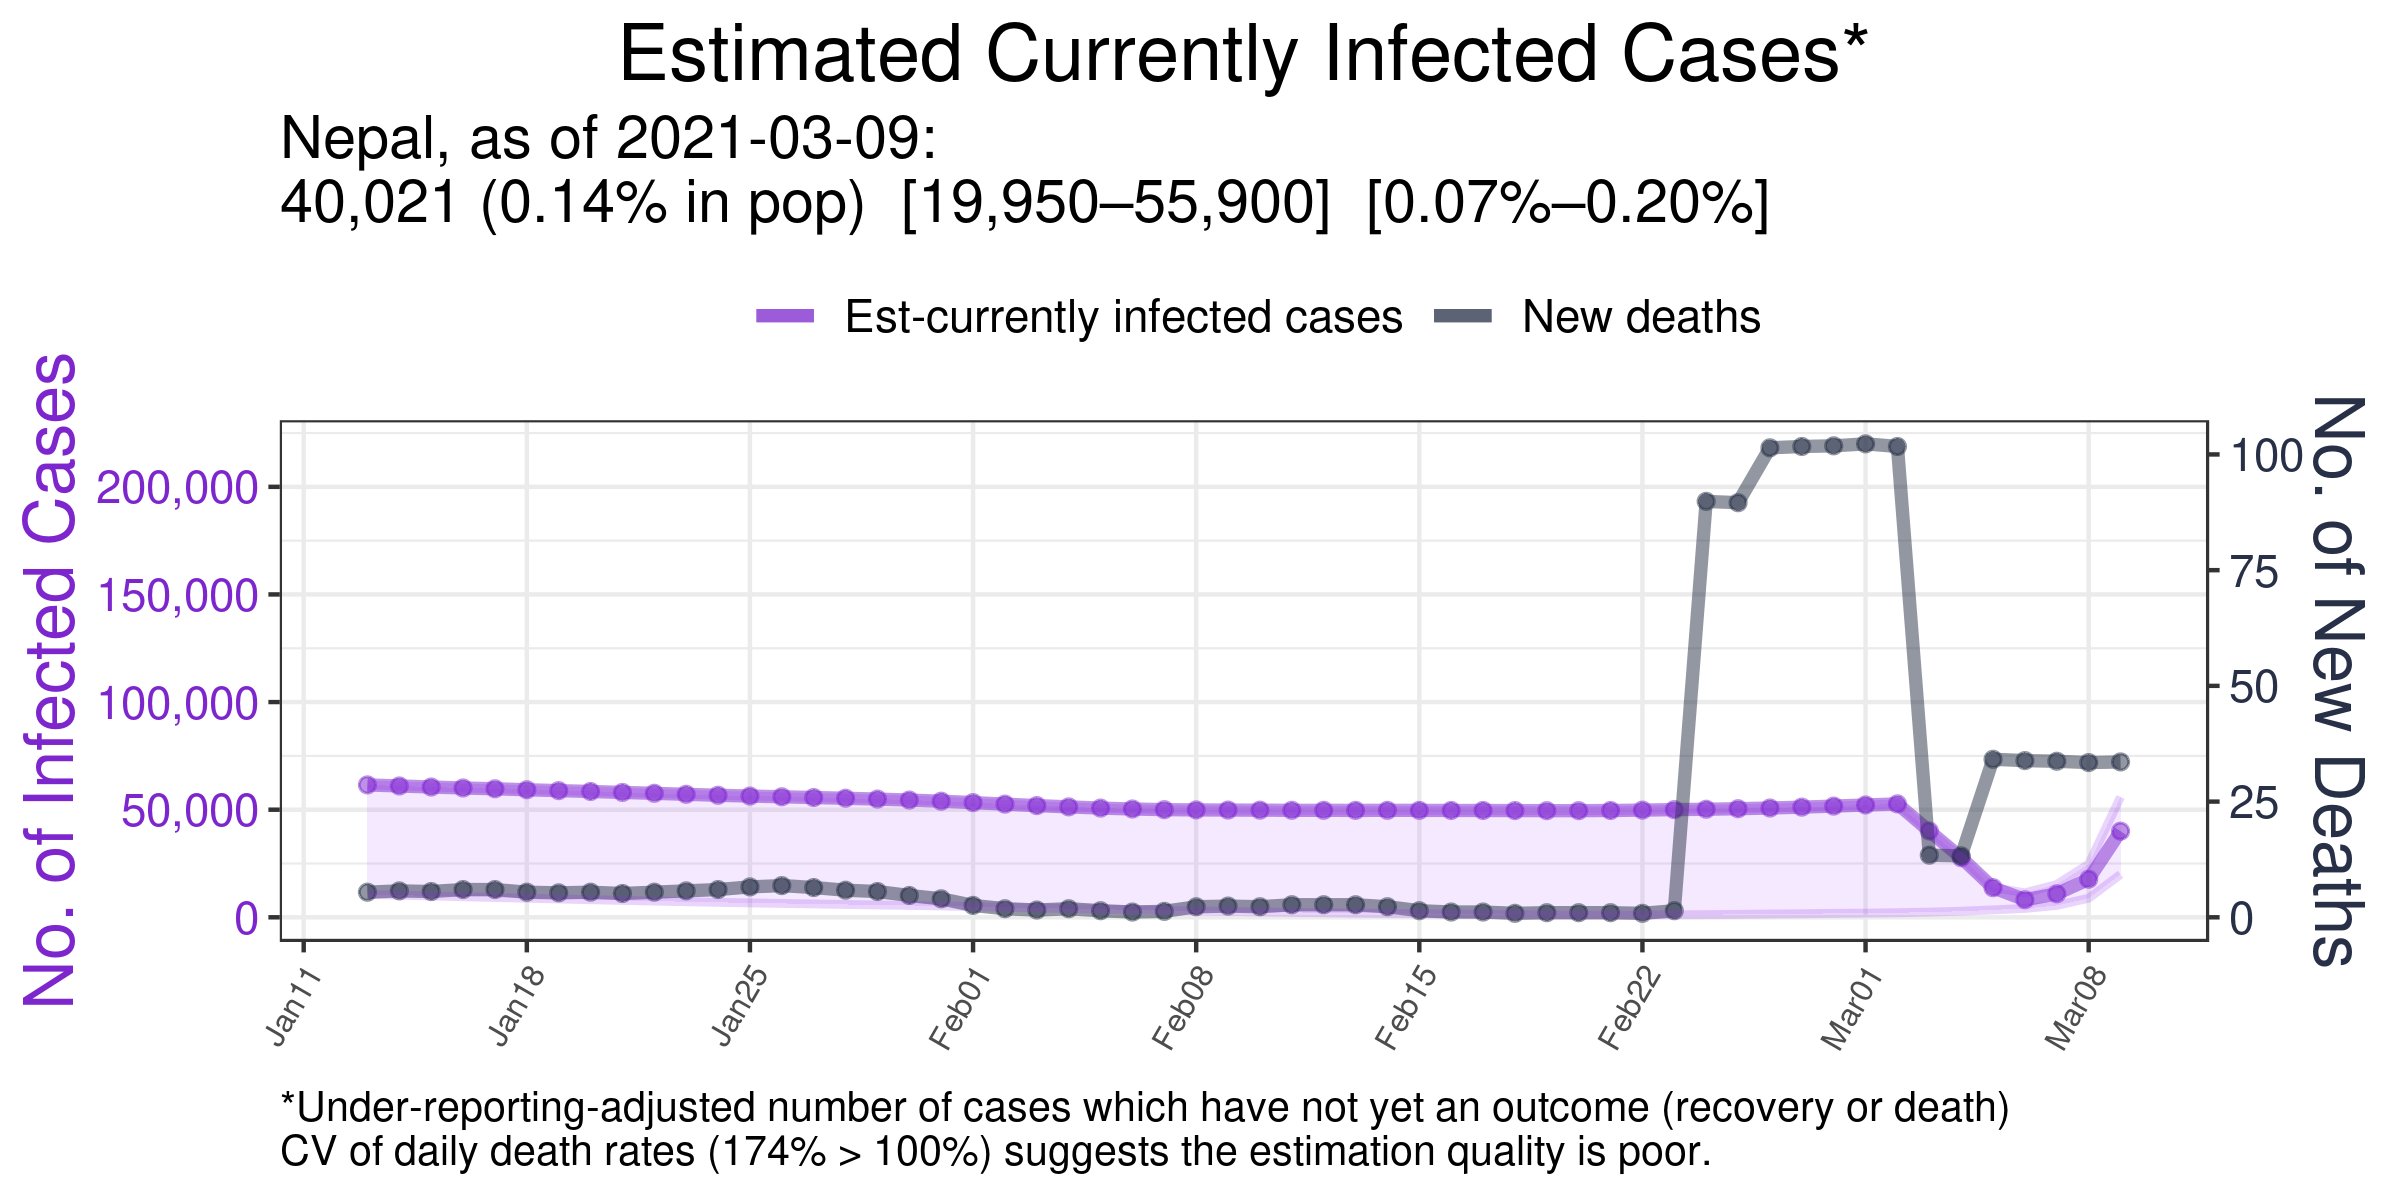 Estimated Currently Infected Cases*
Nepal, as of 2021-03-09:
40,021 (0.14% in pop)  [19,950–55,900]  [0.07%–0.20%]
Est-currently infected cases
New deaths
No. of Infected Cases
200,000
150,000
100,000
50,000
0
100
75
50
25
0
No. of New Deaths
Jan11
Jan18
Jan25
Feb01
Feb08
Feb15
Feb22
Mar01
Mar08
*Under-reporting-adjusted number of cases which have not yet an outcome (recovery or death)
CV of daily death rates (174% > 100%) suggests the estimation quality is poor.